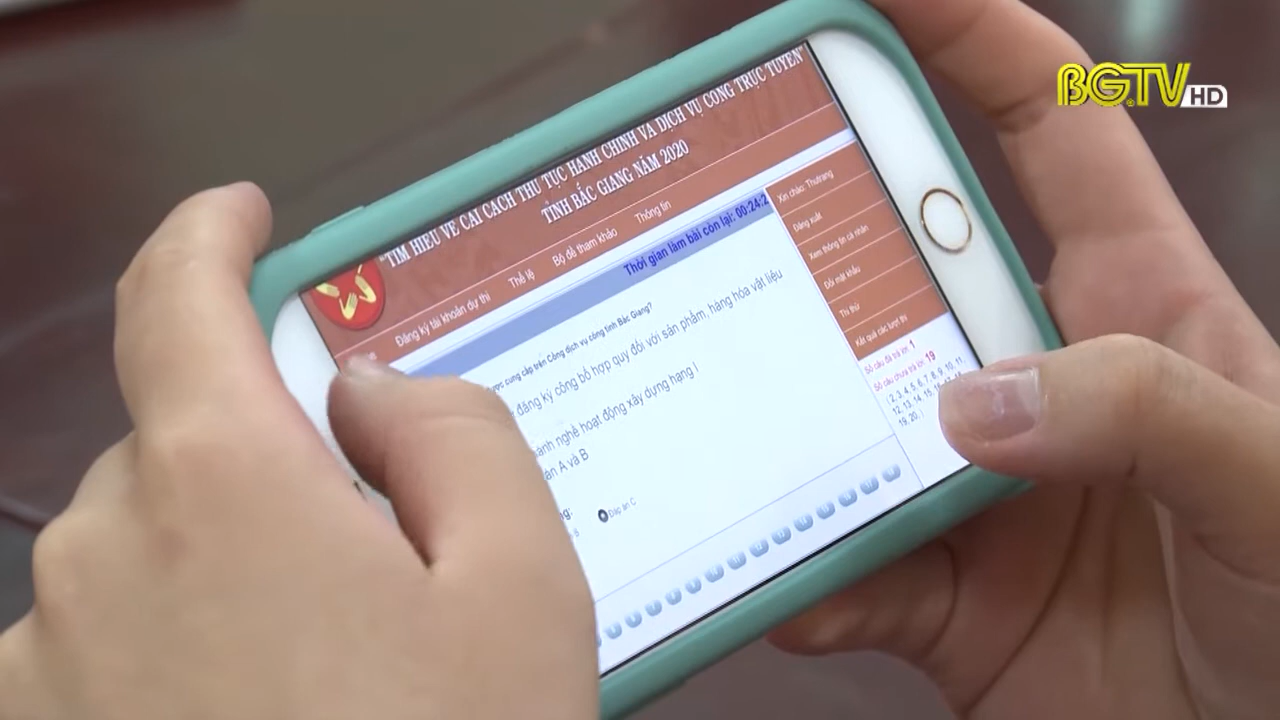 BGTV HD
"TÌM HIỂU VỀ CẢI CÁCH THỦ TỤC HÀNH CHÍNH VÀ DỊCH VỤ CÔNG TRỰC TUYẾN"
TỈNH BẮC GIANG NĂM 2020
Đăng ký tài khoản dự thi Thể lệ Bộ đề tham khảo Thông tin
Thời gian làm bài còn lại: 00:24:2
cung cấp trên Cổng dịch vụ công tỉnh Bắc Giang?
đăng ký công bố hợp quy đối với sản phẩm, hàng hóa vật liệu
nghề hoạt động xây dựng hạng I
án A và B
Đáp án C
Xin chào: Thutrang
Đăng xuất
Xem thông tin cá nhân
Đổi mật khẩu
Thi thử
Kết quả các lượt thi
Số câu đã trả lời: 1
Số câu chưa trả lời: 19
( 2, 3, 4, 5, 6, 7, 8, 9, 10, 11,
12, 13, 14, 15, 16, 17,
19, 20, )